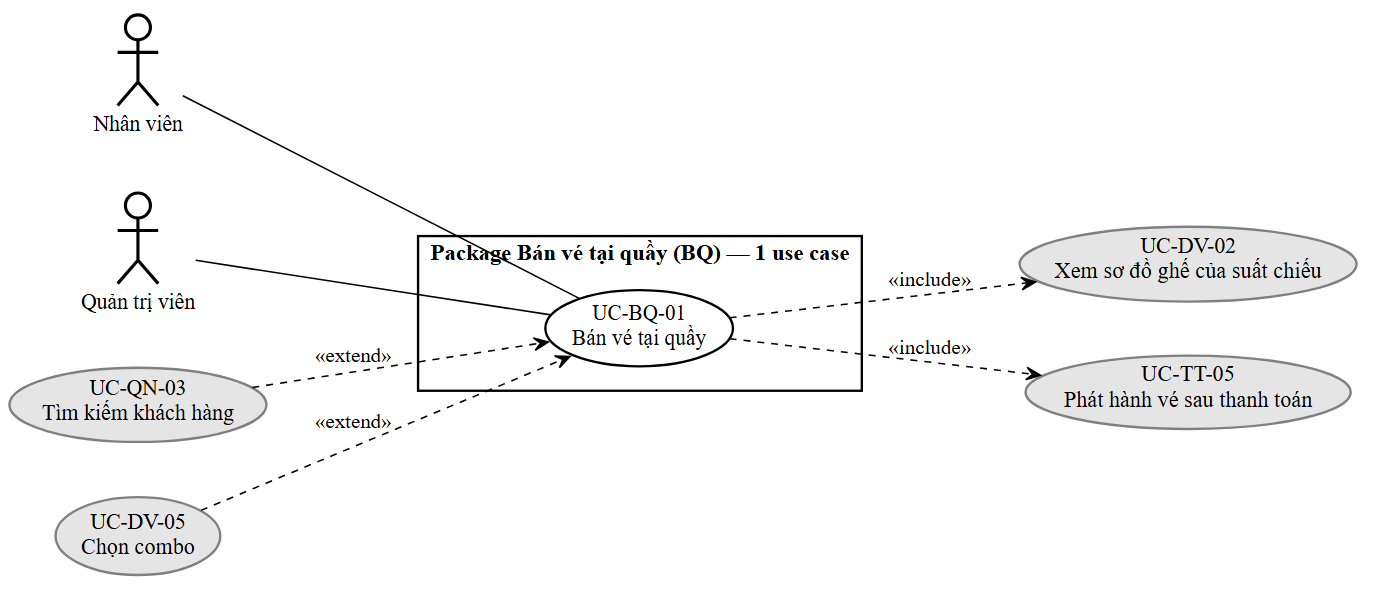 Nhân viên
Quản trị viên
Package Bán vé tại quầy (BQ) — 1 use case
UC-BQ-01
Bán vé tại quầy
«include»
UC-DV-02
Xem sơ đồ ghế của suất chiếu
«include»
UC-TT-05
Phát hành vé sau thanh toán
«extend»
UC-QN-03
Tìm kiếm khách hàng
«extend»
UC-DV-05
Chọn combo